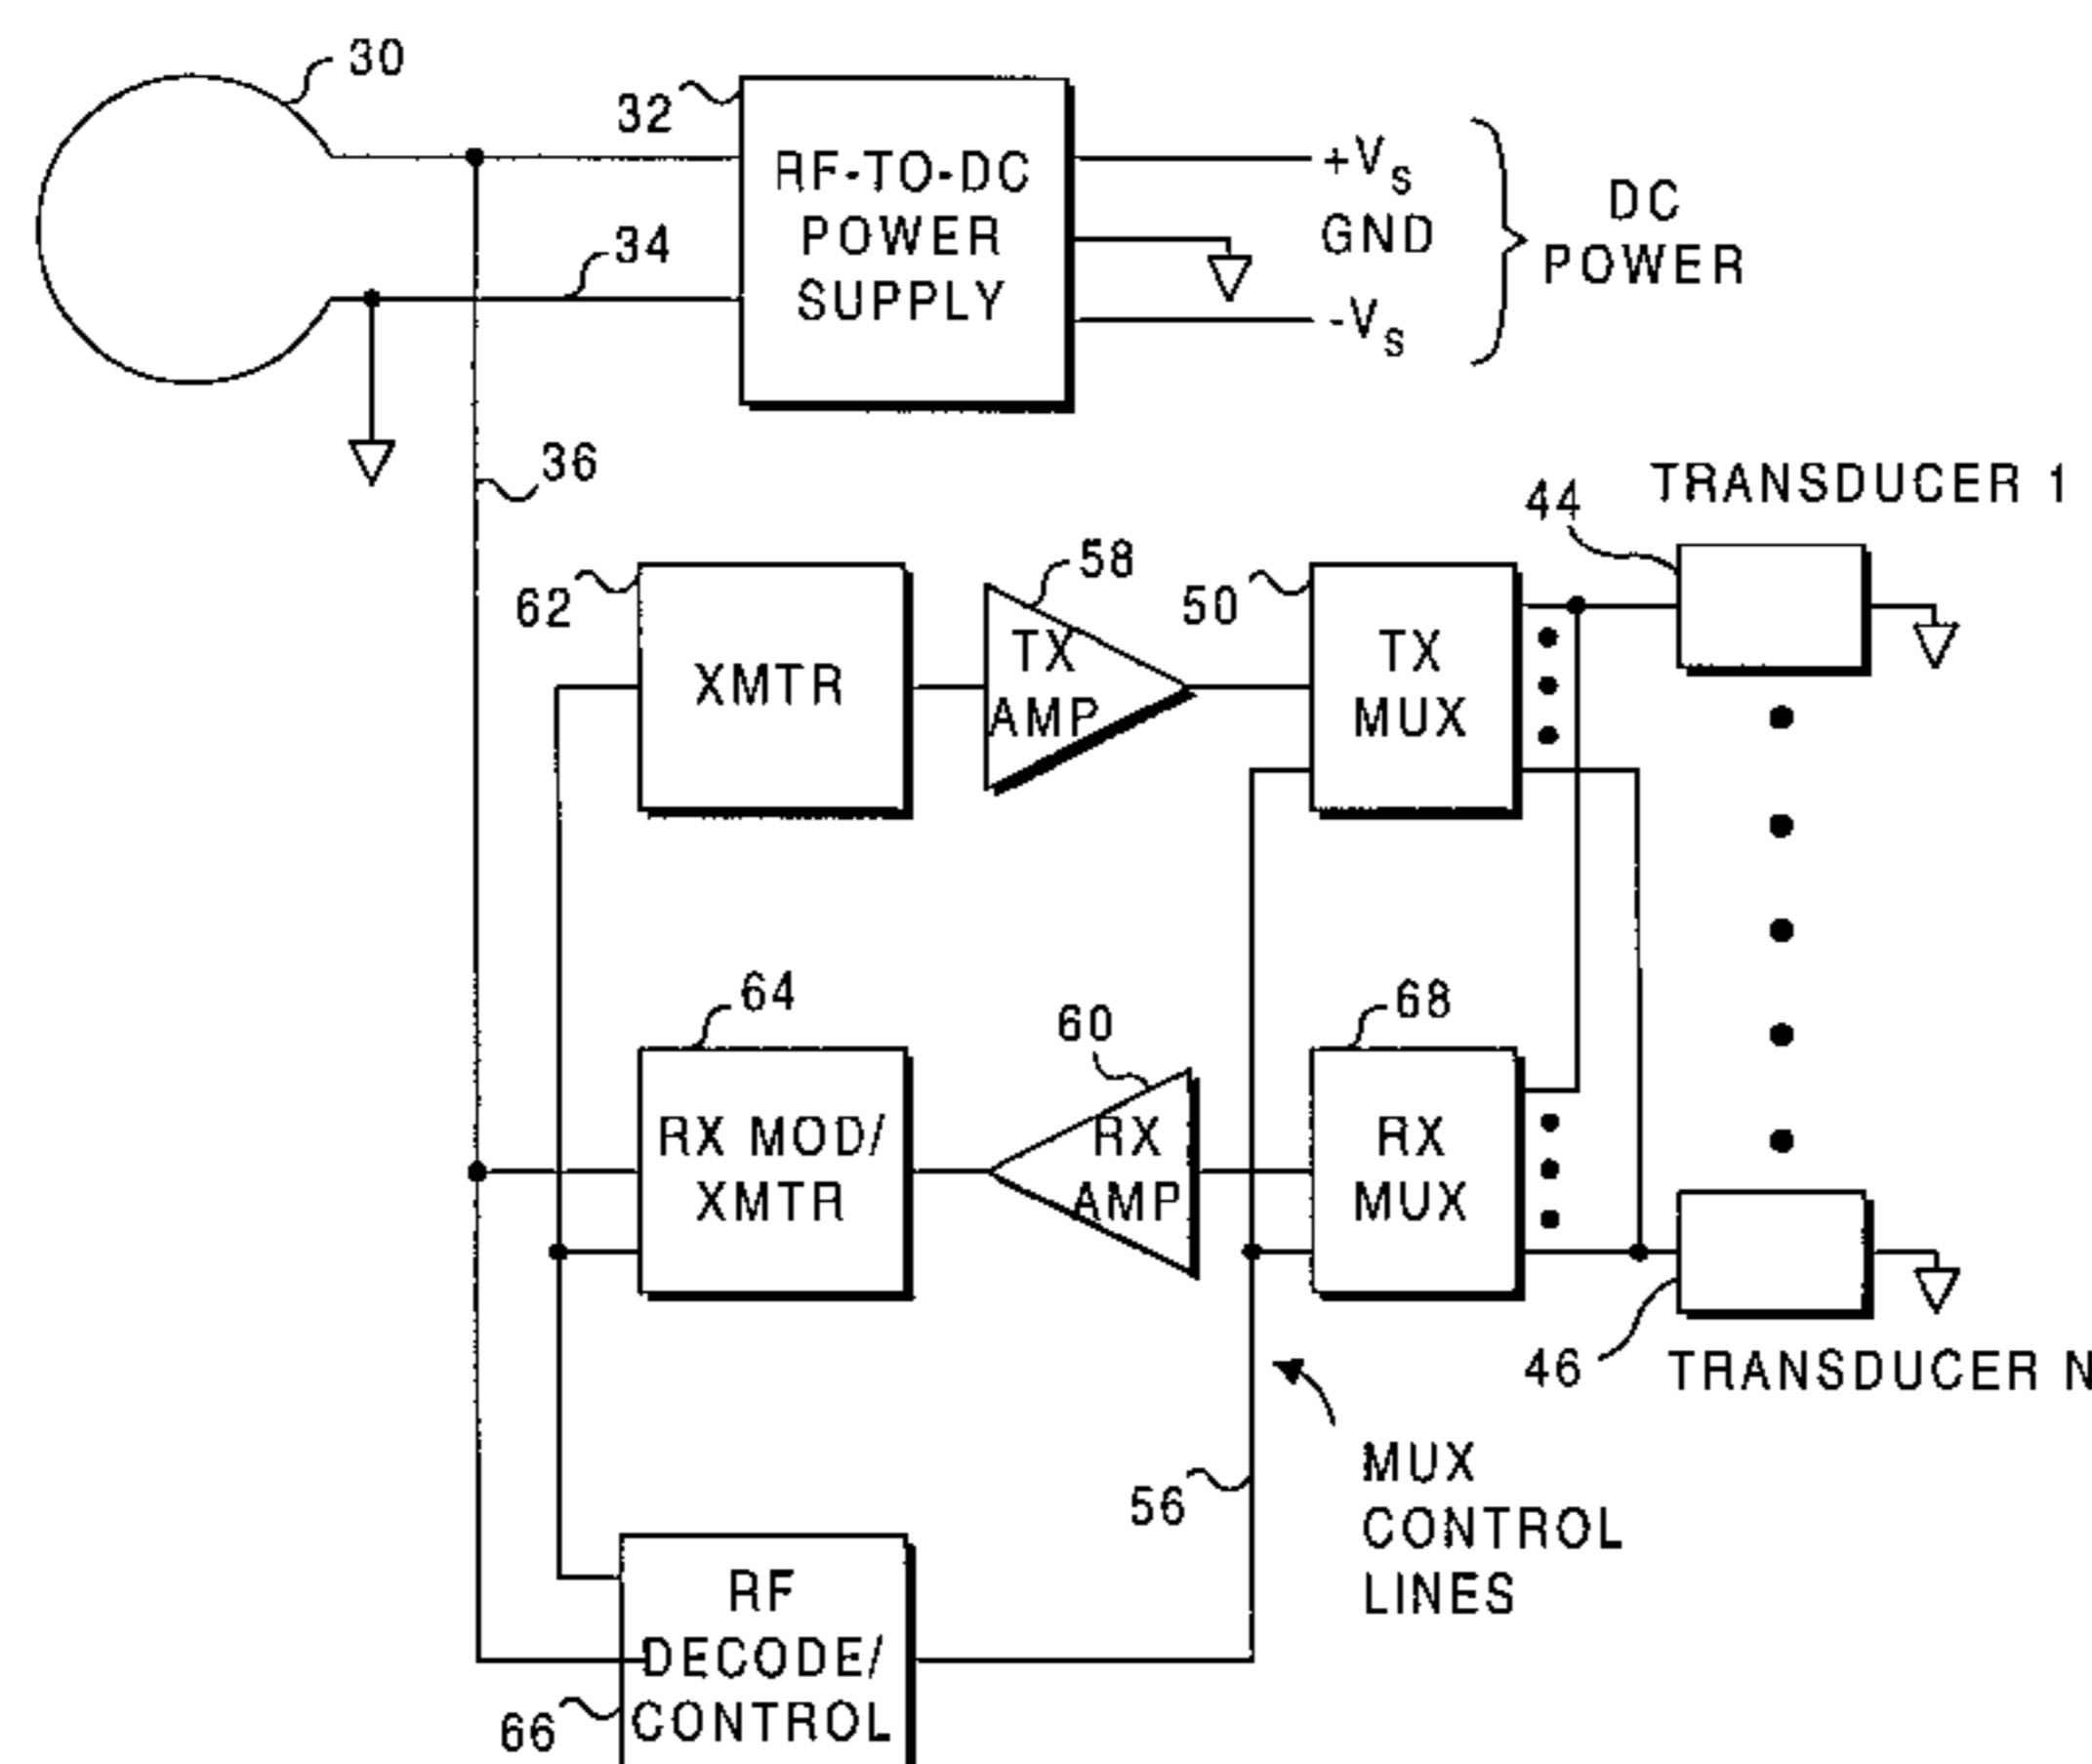 30
32
RF-TO-DC
POWER
SUPPLY
+Vs
GND
-Vs
DC
POWER
34
36
TRANSDUCER 1
44
62
XMTR
58
TX
AMP
50
TX
MUX
64
RX MOD/
XMTR
60
RX
AMP
68
RX
MUX
46
TRANSDUCER N
56
MUX
CONTROL
LINES
RF
DECODE/
CONTROL
66